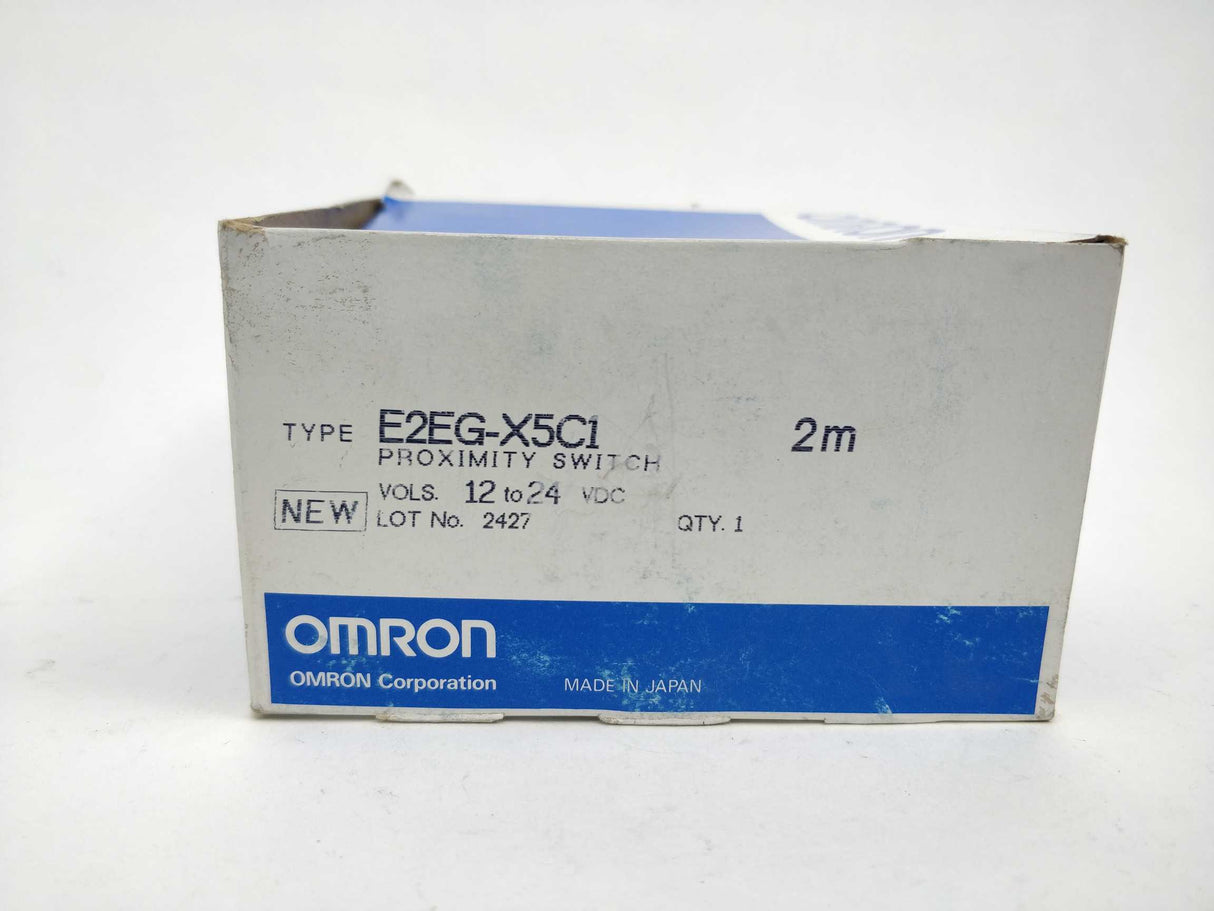 TYPE E2EG-X5C1 2m
PROXIMITY SWITCH
VOLS. 12 to 24 VDC
NEW LOT No. 2427 QTY. 1
OMRON
OMRON Corporation MADE IN JAPAN